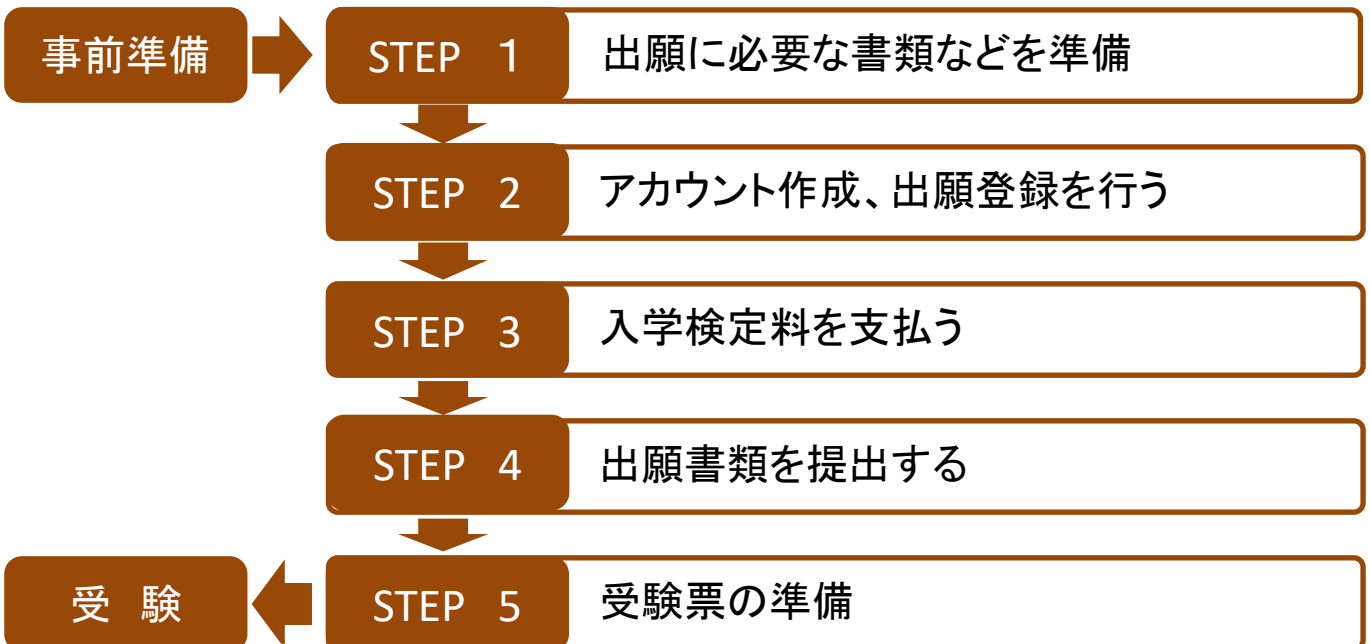 事前準備
STEP 1 出願に必要な書類などを準備
STEP 2 アカウント作成、出願登録を行う
STEP 3 入学検定料を支払う
STEP 4 出願書類を提出する
受 験
STEP 5 受験票の準備